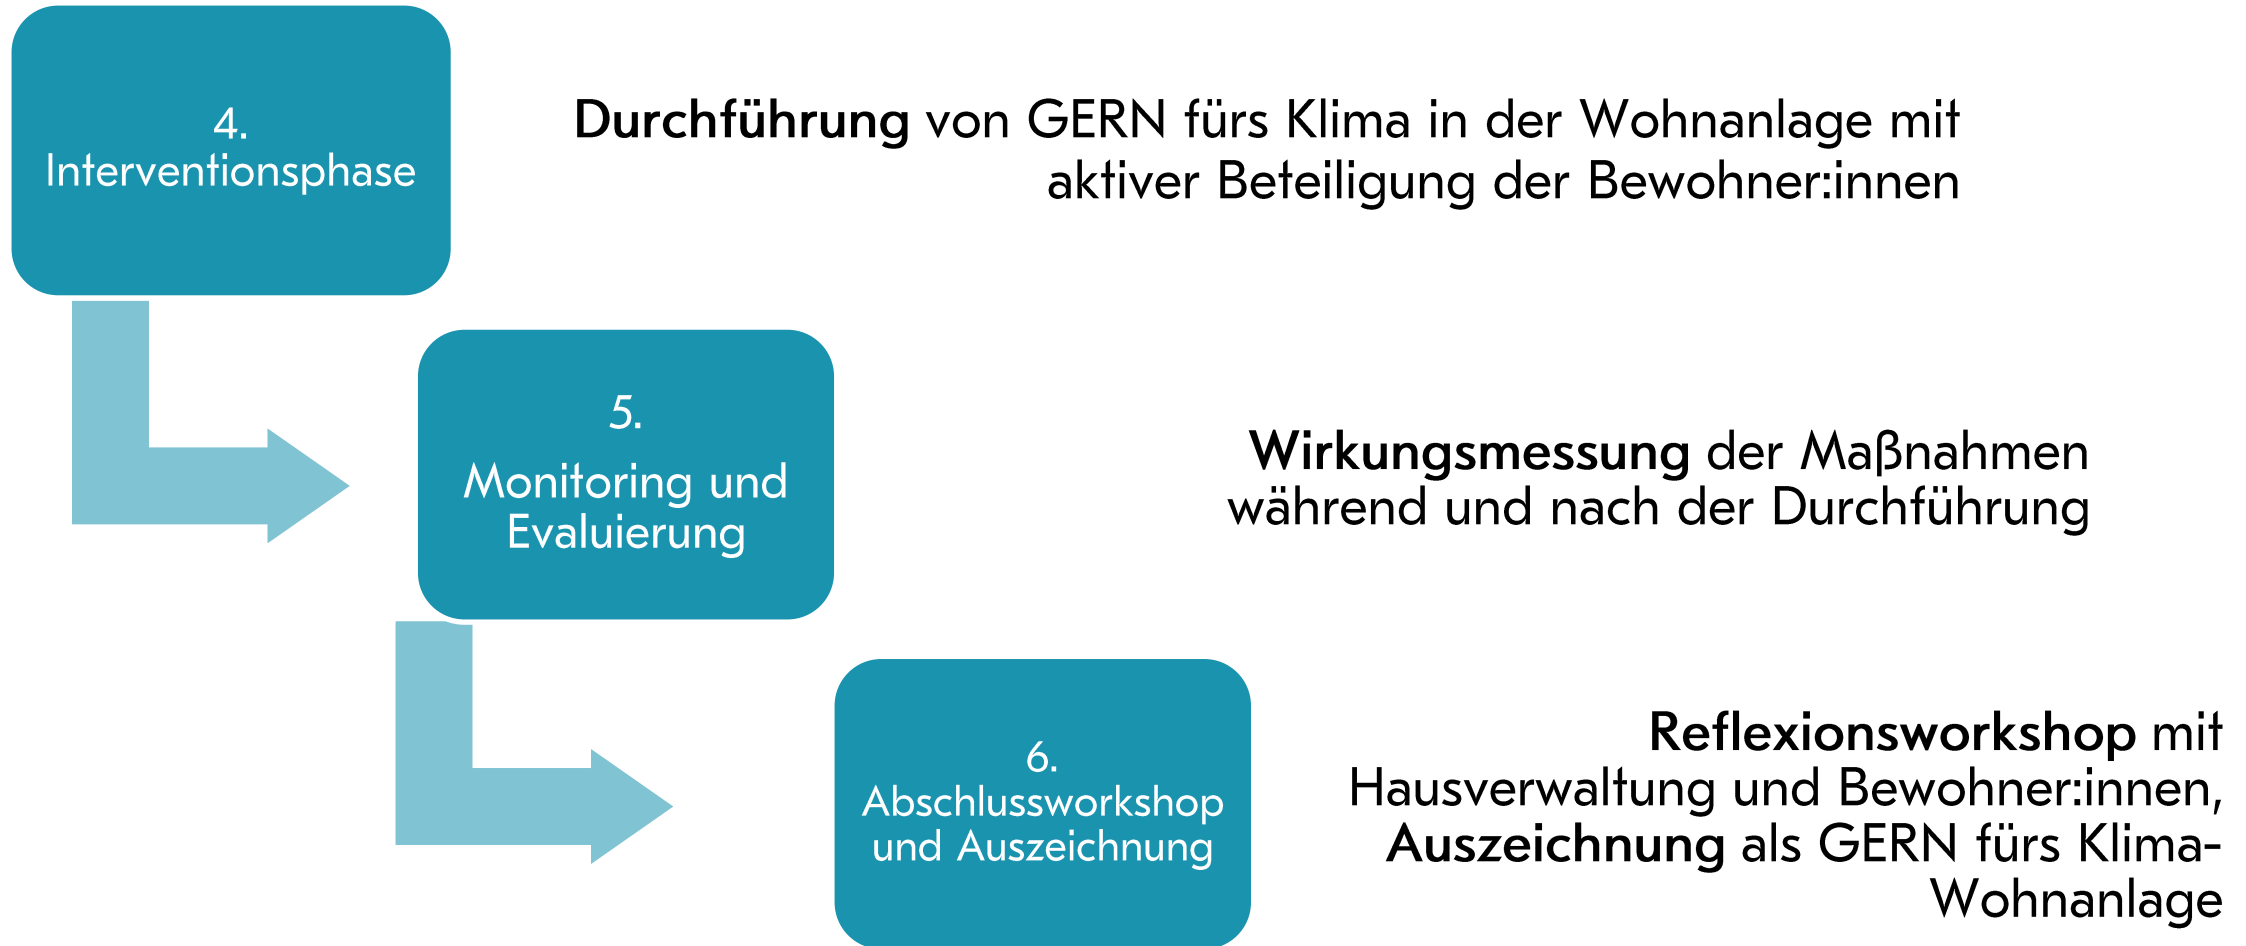 4.
Interventionsphase
Durchführung von GERN fürs Klima in der Wohnanlage mit
aktiver Beteiligung der Bewohner:innen
5.
Monitoring und
Evaluierung
Wirkungsmessung der Maßnahmen
während und nach der Durchführung
6.
Abschlussworkshop
und Auszeichnung
Reflexionsworkshop mit
Hausverwaltung und Bewohner:innen,
Auszeichnung als GERN fürs Klima-
Wohnanlage